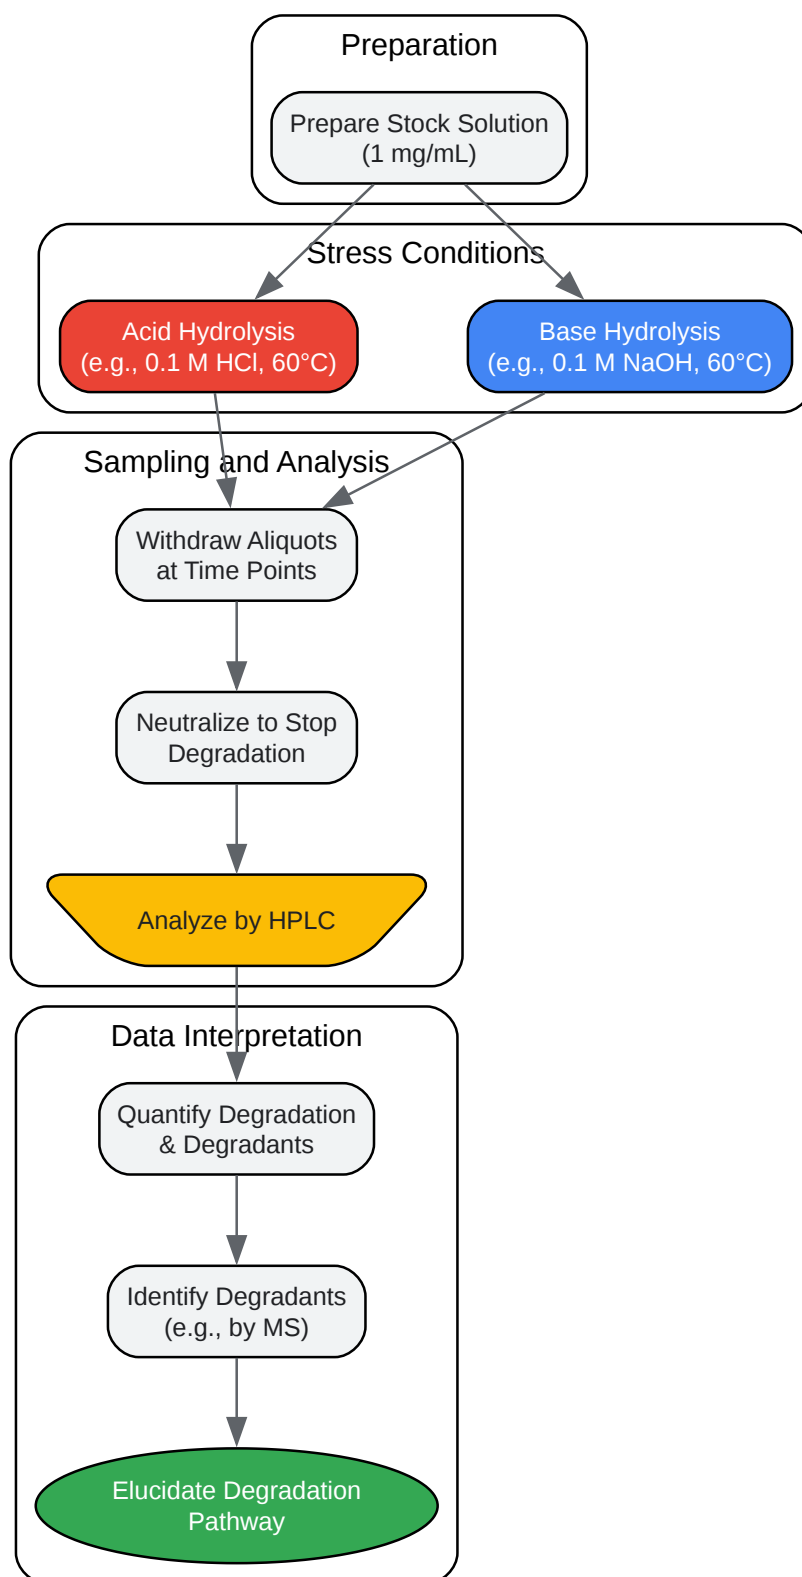 Preparation
Prepare Stock Solution
(1 mg/mL)
Stress Conditions
Acid Hydrolysis
(e.g., 0.1 M HCl, 60°C)
Base Hydrolysis
(e.g., 0.1 M NaOH, 60°C)
Sampling and Analysis
Withdraw Aliquots
at Time Points
Neutralize to Stop
Degradation
Analyze by HPLC
Data Interpretation
Quantify Degradation
& Degradants
Identify Degradants
(e.g., by MS)
Elucidate Degradation
Pathway